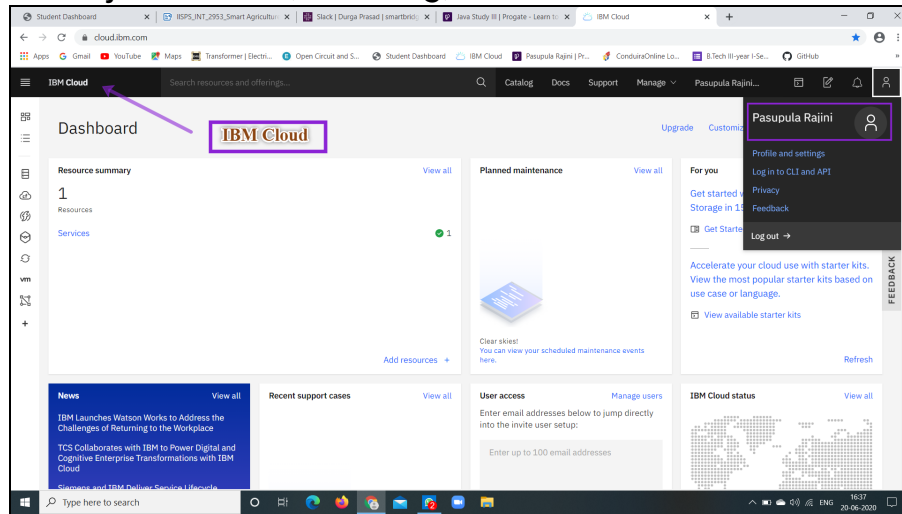 Student Dashboard
IISPS_INT_2953_Smart Agricultur
Slack | Durga Prasad | smartbridg
Java Study III | Progate - Learn to
IBM Cloud
cloud.ibm.com
Apps
Gmail
YouTube
Maps
Transformer | Electri...
Open Circuit and S...
Student Dashboard
IBM Cloud
Pasupula Rajini | Pr...
ConduiraOnline Lo...
B.Tech III-year I-Se...
GitHub
IBM Cloud
Search resources and offerings...
Catalog
Docs
Support
Manage
Pasupula Rajini...
Dashboard
IBM Cloud
Upgrade
Customiz
Pasupula Rajini
Profile and settings
Log in to CLI and API
Privacy
Feedback
Log out →
Resource summary
View all
1
Resources
Services
1
Add resources +
Planned maintenance
View all
Clear skies!
You can view your scheduled maintenance events
here.
For you
Get started w
Storage in 15
Get Starte
Accelerate your cloud use with starter kits.
View the most popular starter kits based on
use case or language.
View available starter kits
Refresh
FEEDBACK
vm
News
View all
IBM Launches Watson Works to Address the
Challenges of Returning to the Workplace
TCS Collaborates with IBM to Power Digital and
Cognitive Enterprise Transformations with IBM
Cloud
Siemens and IBM Deliver Service Lifecycle
Recent support cases
View all
User access
Manage users
Enter email addresses below to jump directly
into the invite user setup:
Enter up to 100 email addresses
IBM Cloud status
View all
Type here to search
ENG
16:37
20-06-2020